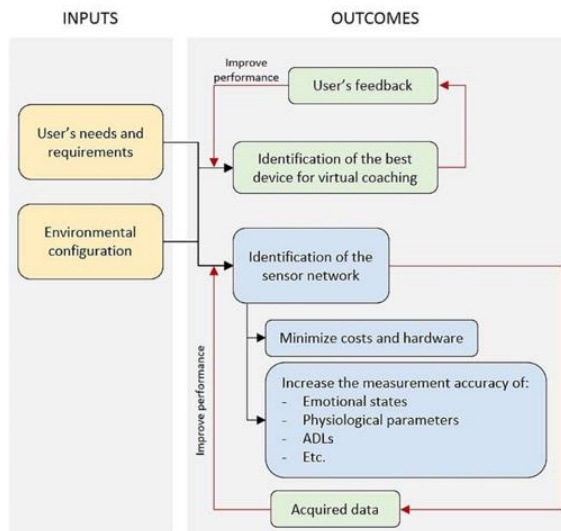 INPUTS
OUTCOMES
Improve
performance
User's feedback
User's needs and
requirements
Identification of the best
device for virtual coaching
Environmental
configuration
Identification of the
sensor network
Minimize costs and hardware
Improve performance
Increase the measurement accuracy of:
- Emotional states
- Physiological parameters
- ADLs
- Etc.
Acquired data